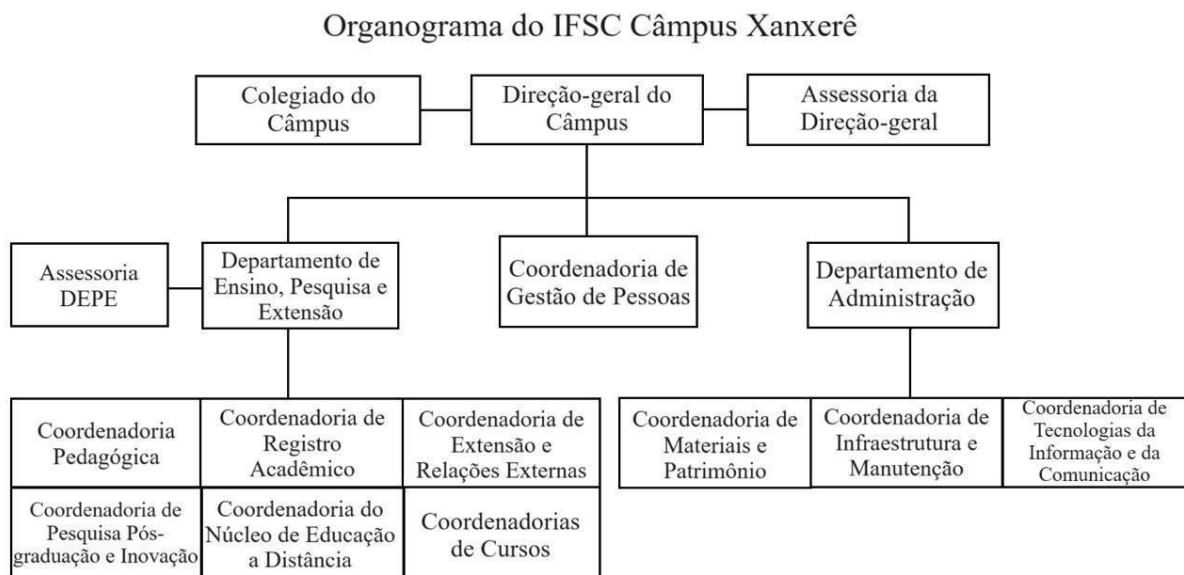 Organograma do IFSC Câmpus Xanxerê
Colegiado do
Câmpus
Direção-geral do
Câmpus
Assessoria da
Direção-geral
Assessoria
DEPE
Departamento de
Ensino, Pesquisa e
Extensão
Coordenadoria de
Gestão de Pessoas
Departamento de
Administração
Coordenadoria
Pedagógica
Coordenadoria de
Registro
Acadêmico
Coordenadoria de
Extensão e
Relações Externas
Coordenadoria de
Materiais e
Patrimônio
Coordenadoria de
Infraestrutura e
Manutenção
Coordenadoria de
Tecnologias da
Informação e da
Comunicação
Coordenadoria de
Pesquisa Pós-
graduação e Inovação
Coordenadoria do
Núcleo de Educação
a Distância
Coordenadorias
de Cursos